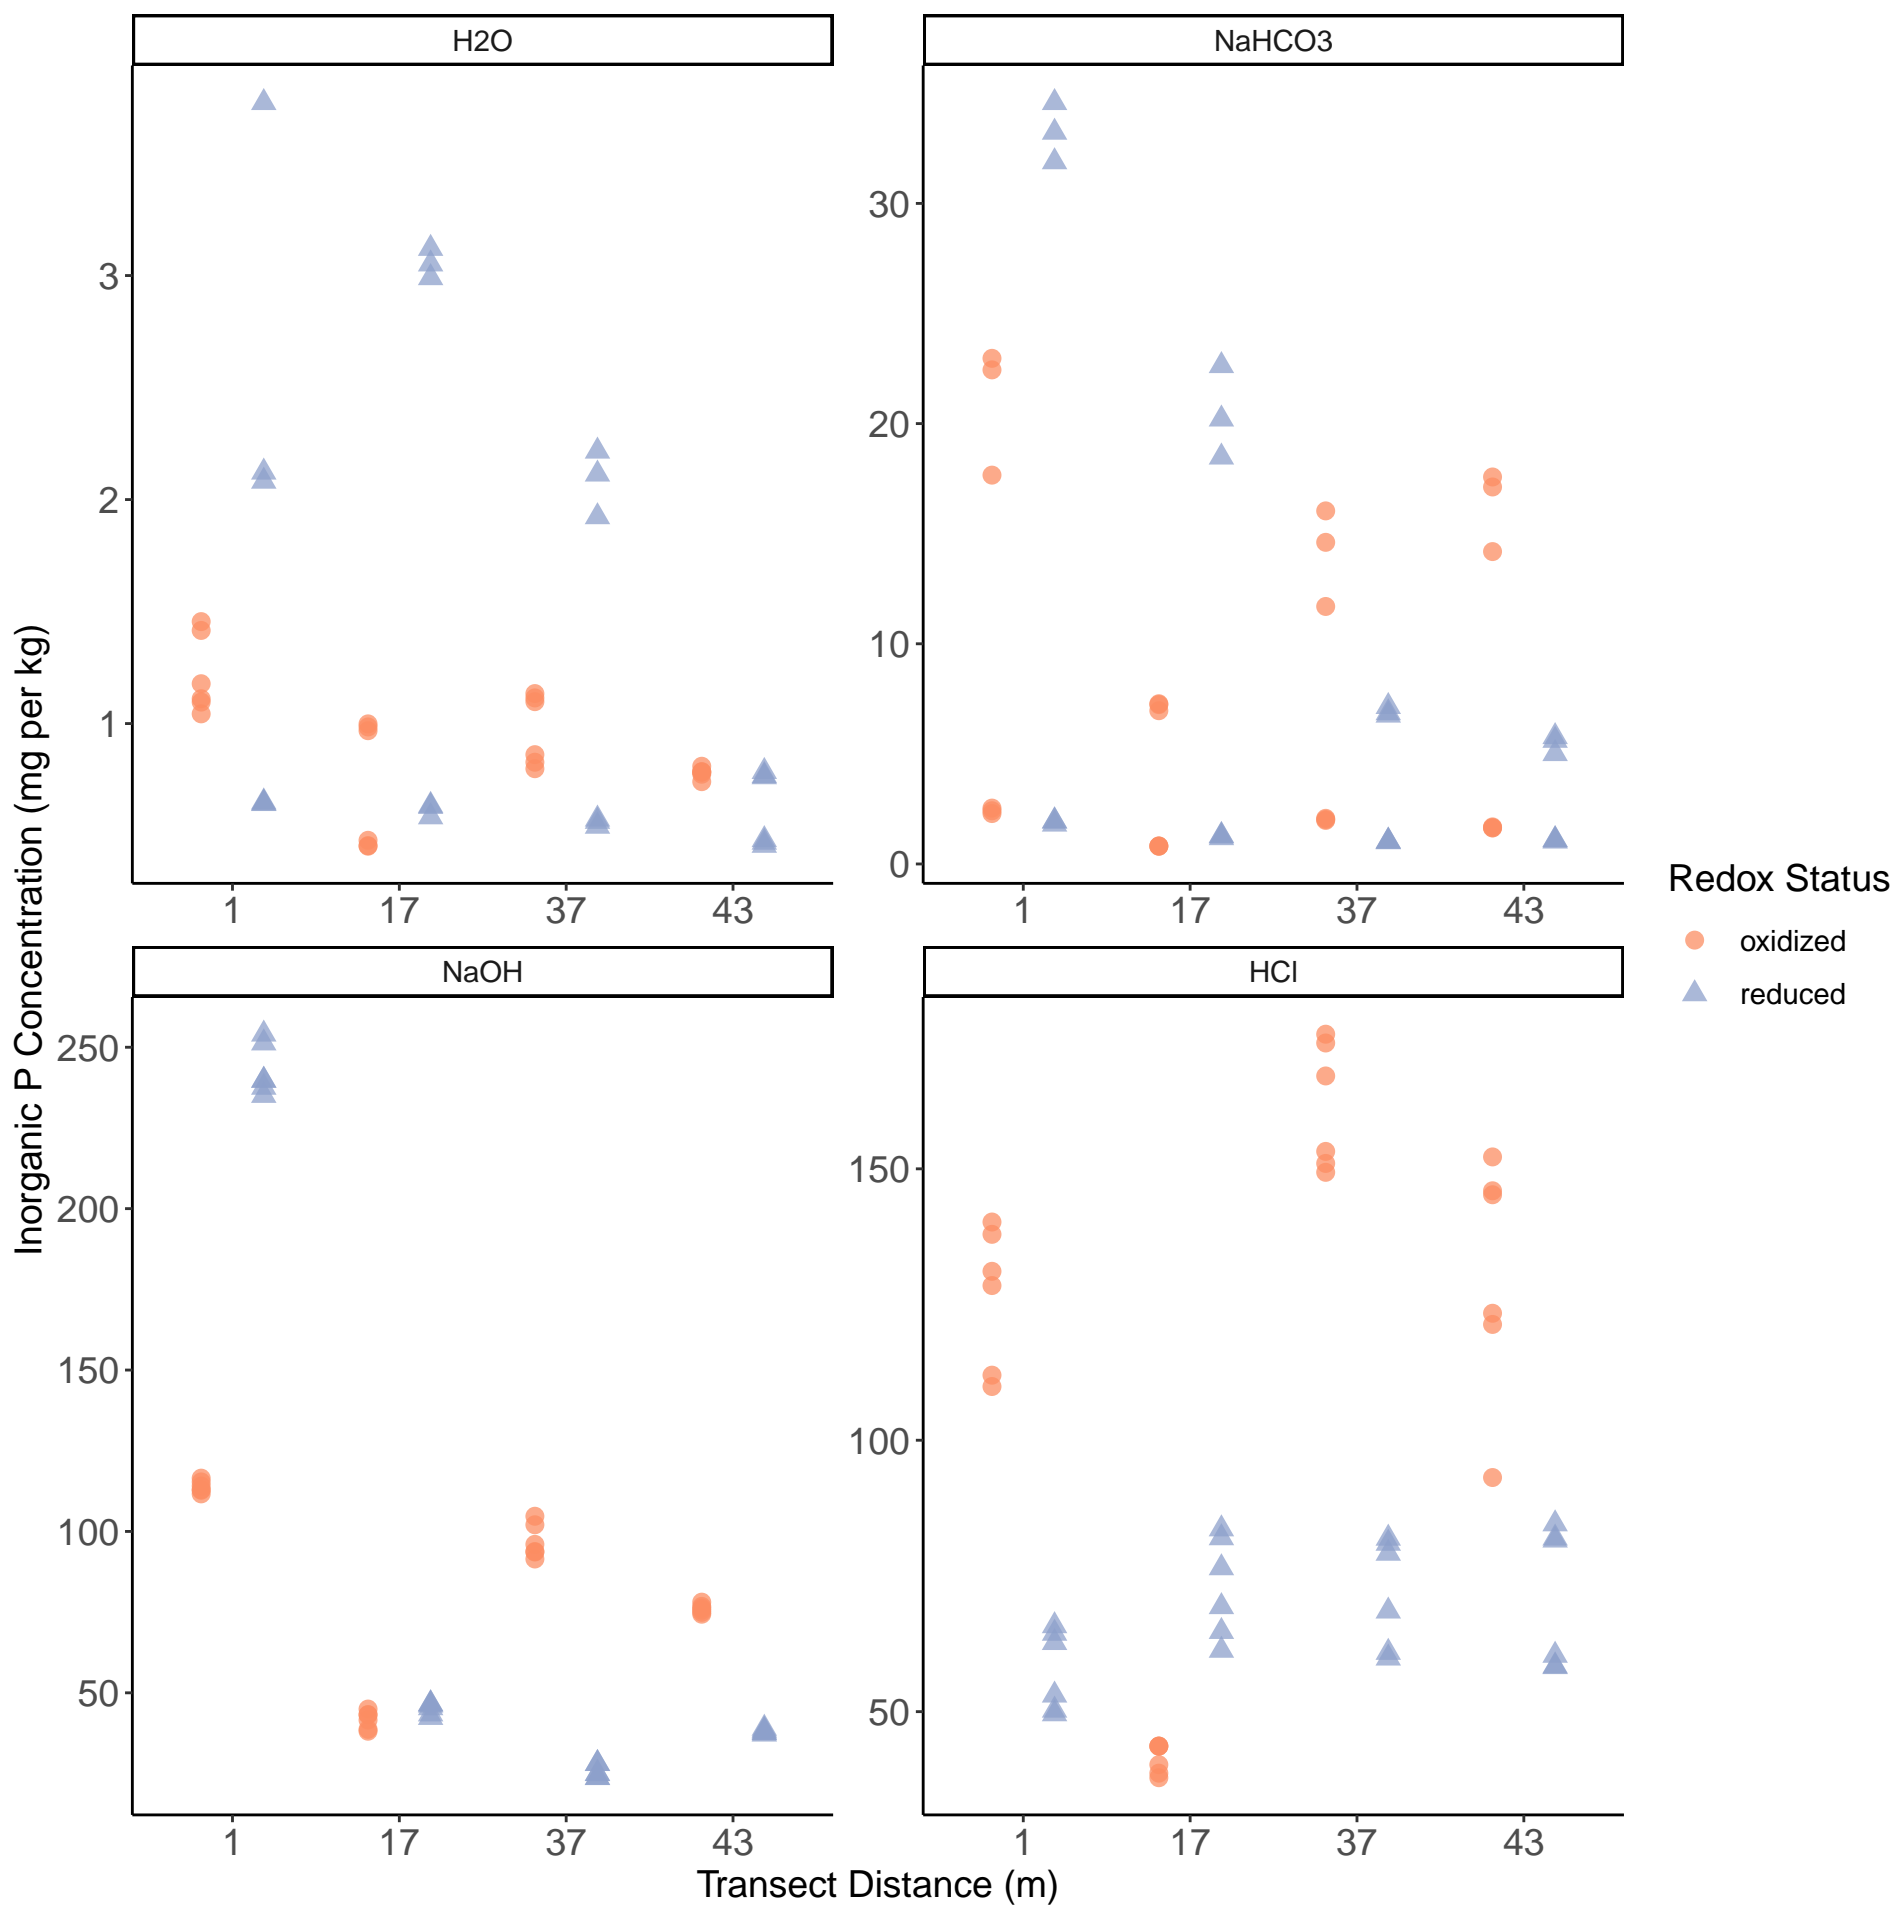 H2O
NaHCO3
3
2
1
30
20
10
0
1 17 37 43
1 17 37 43
NaOH
HCl
250
200
150
100
50
150
100
50
1 17 37 43
1 17 37 43
Inorganic P Concentration (mg per kg)
Transect Distance (m)
Redox Status
oxidized
reduced